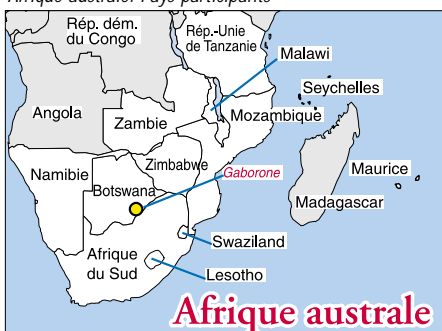 Afrique australe: Pays participants
Rép. dém.
du Congo
Rép.-Unie
de Tanzanie
Malawi
Seychelles
Angola
Zambie
Mozambique
Zimbabwe
Gaborone
Namibie
Botswana
Maurice
Madagascar
Swaziland
Afrique
du Sud
Lesotho
Afrique australe